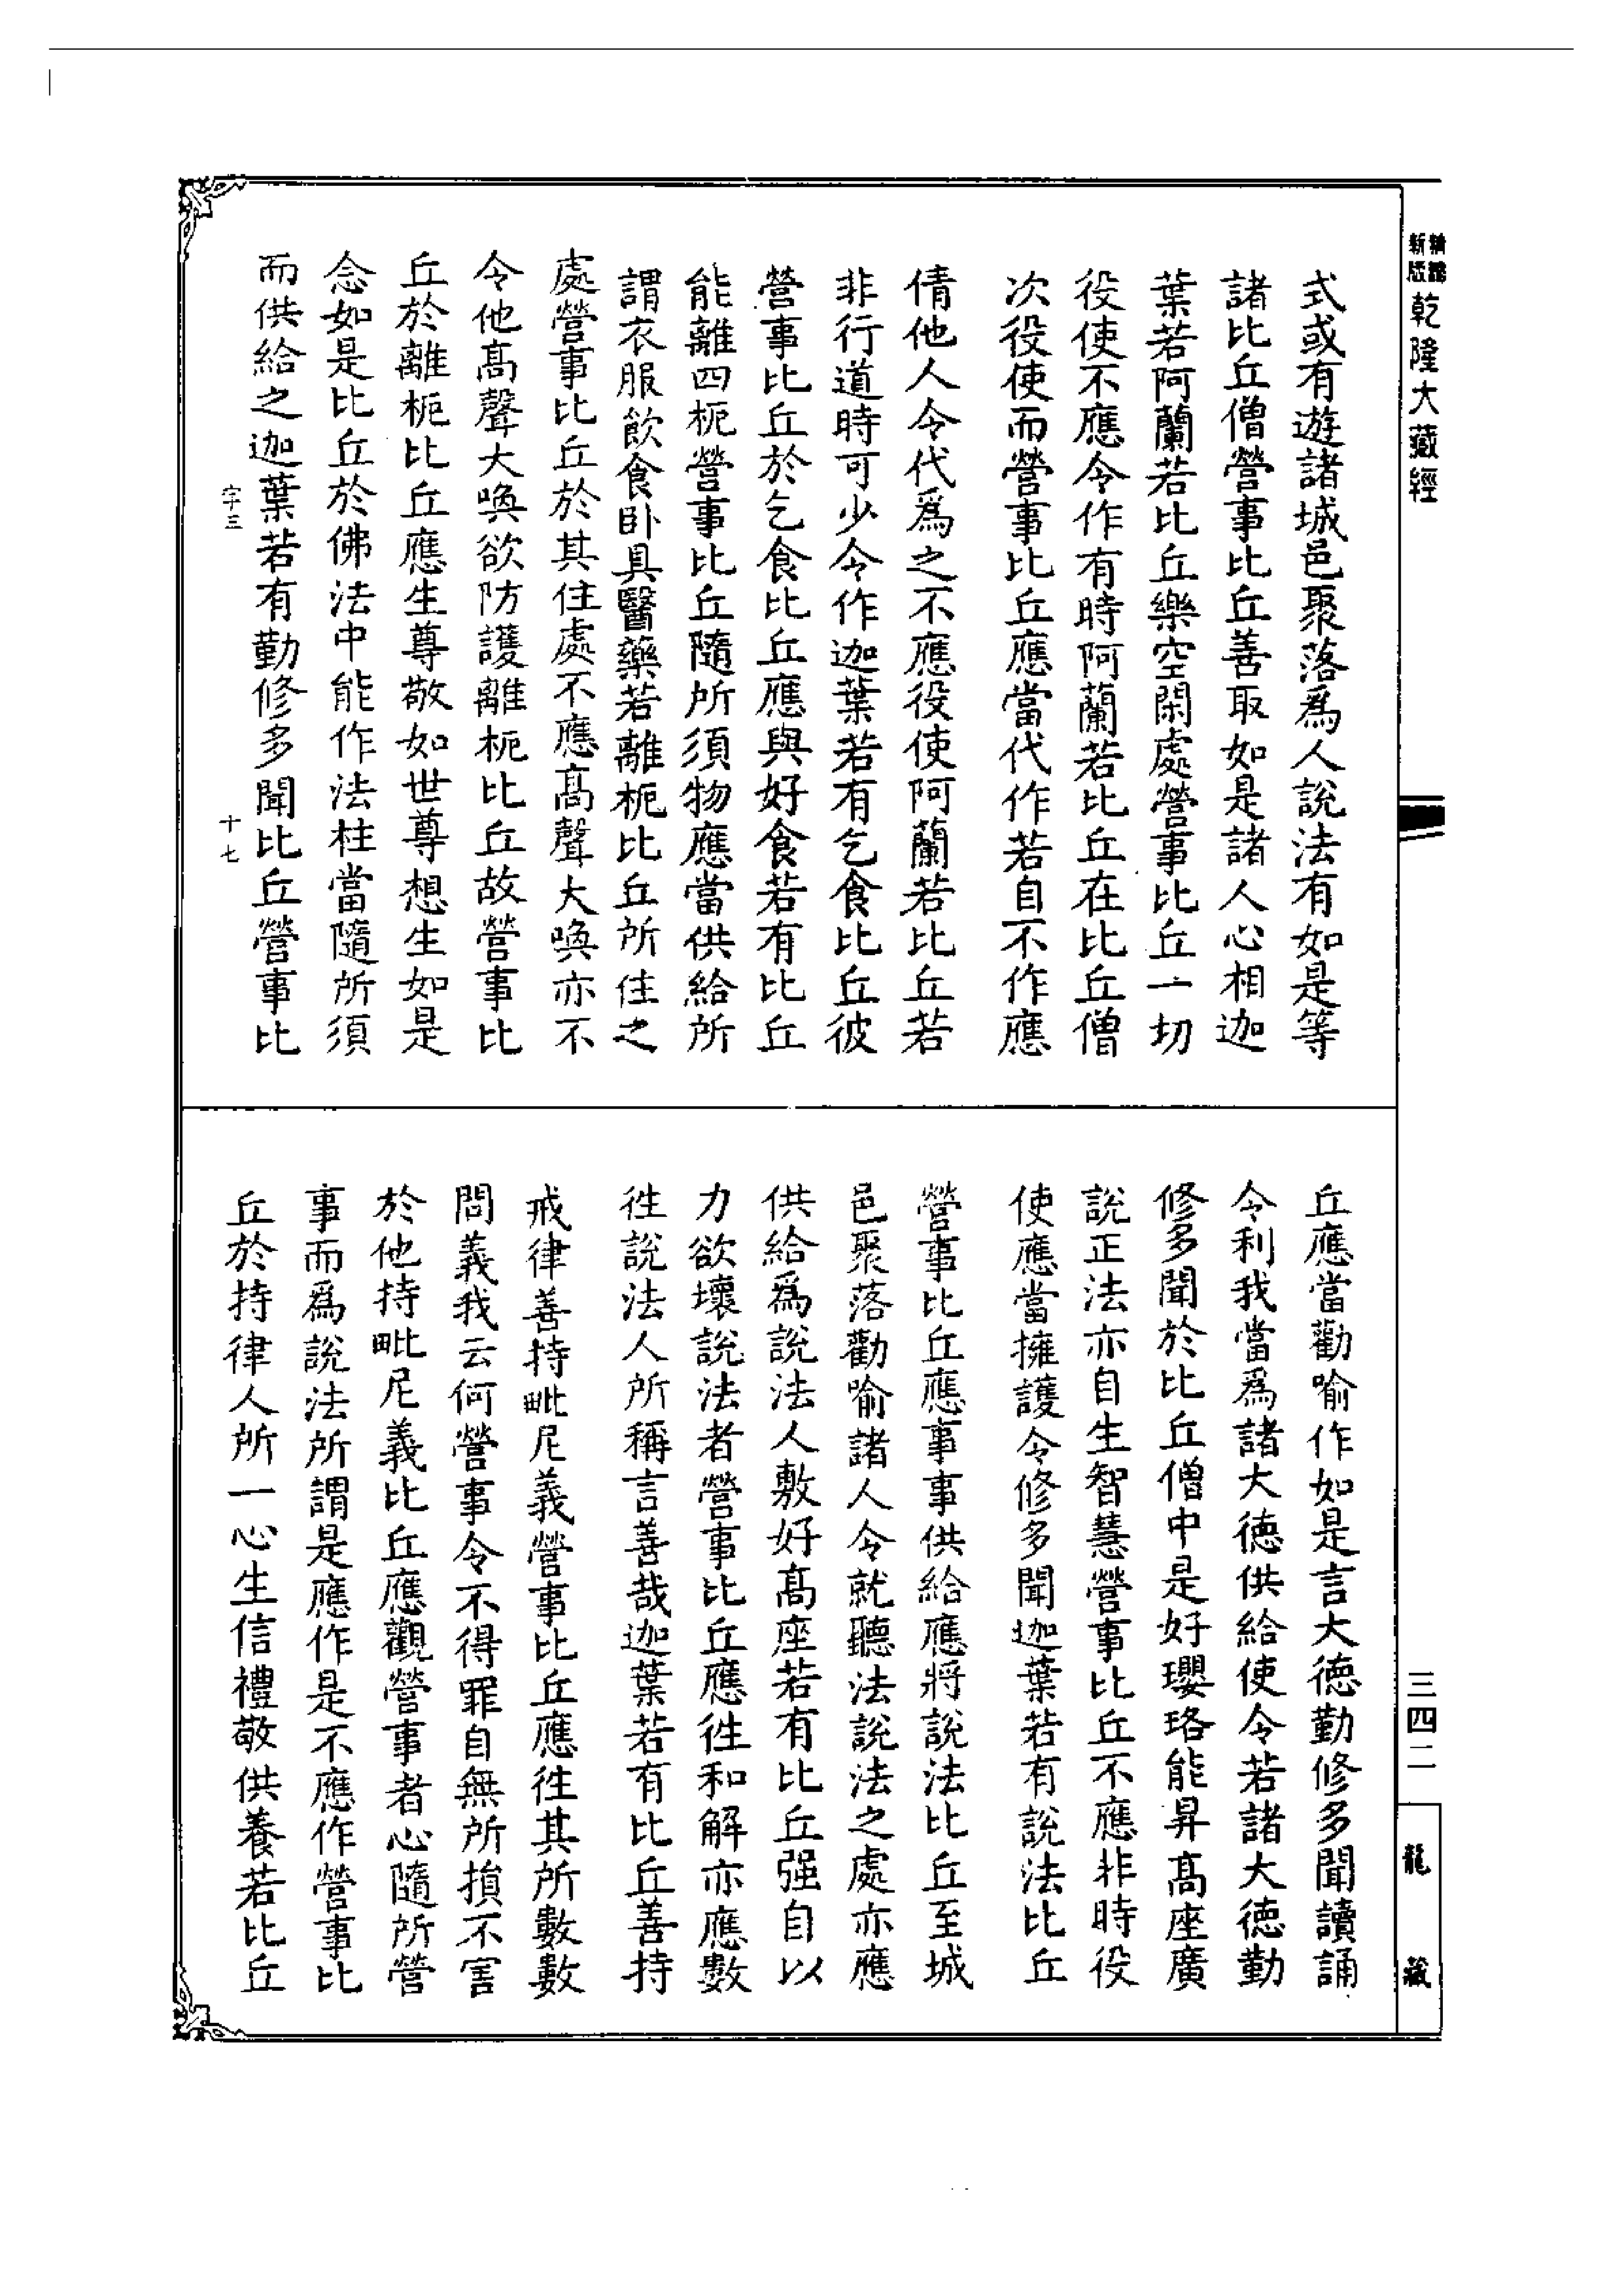 新版精縮乾隆大藏經
式或有遊諸城邑聚落爲人說法有如是等
諸比丘僧營事比丘善取如是諸人心相迦
葉若阿蘭若比丘樂空閑處營事比丘一切
役使不應令作有時阿蘭若比丘在比丘僧
次役使而營事比丘應當代作若自不作應
倩他人令代爲之不應役使阿蘭若比丘若
非行道時可少令作迦葉若有乞食比丘彼
營事比丘於乞食比丘應與好食若有比丘
能離四枙營事比丘隨所須物應當供給所
謂衣服飲食卧具醫藥若離枙比丘所住之
處營事比丘於其住處不應高聲大喚亦不
令他高聲大喚欲防護離枙比丘故營事比
丘於離枙比丘應生尊敬如世尊想生如是
念如是比丘於佛法中能作法柱當隨所須
而供給之迦葉若有勤修多聞比丘營事比
字三
十七
丘應當勸喻作如是言大德勤修多聞讀誦
令利我當爲諸大德供給使令若諸大德勤
修多聞於比丘僧中是好瓔珞能昇高座廣
說正法亦自生智慧營事比丘不應非時役
使應當擁護令修多聞迦葉若有說法比丘
營事比丘應事事供給應將說法比丘至城
邑聚落勸喻諸人令就聽法說法之處亦應
供給爲說法人敷好高座若有比丘强自以
力欲壞說法者營事比丘應徃和解亦應數
徃說法人所稱言善哉迦葉若有比丘善持
戒律善持毗尼義營事比丘應徃其所數數
問義我云何營事令不得罪自無所損不害
於他持毗尼義比丘應觀營事者心隨所營
事而爲說法所謂是應作是不應作營事比
丘於持律人所一心生信禮敬供養若比丘
三四二
龍藏